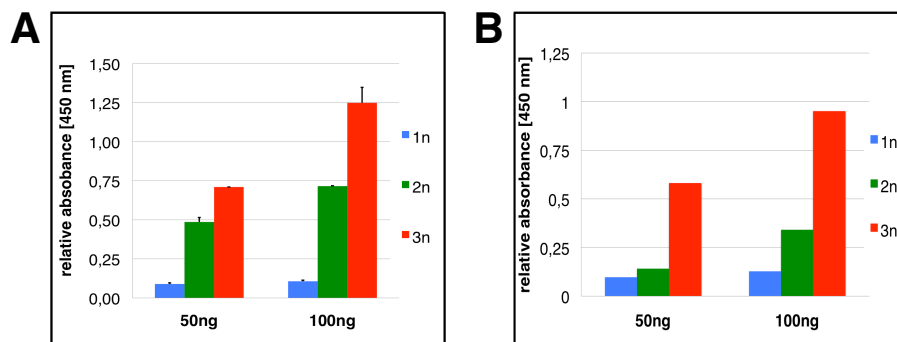 A
relative absobance [450 nm]
1,50
1,25
1,00
0,75
0,50
0,25
0,00
50ng
100ng
1n
2n
3n
B
relative absorbance [450 nm]
1,25
1
0,75
0,5
0,25
0
50ng
100ng
1n
2n
3n